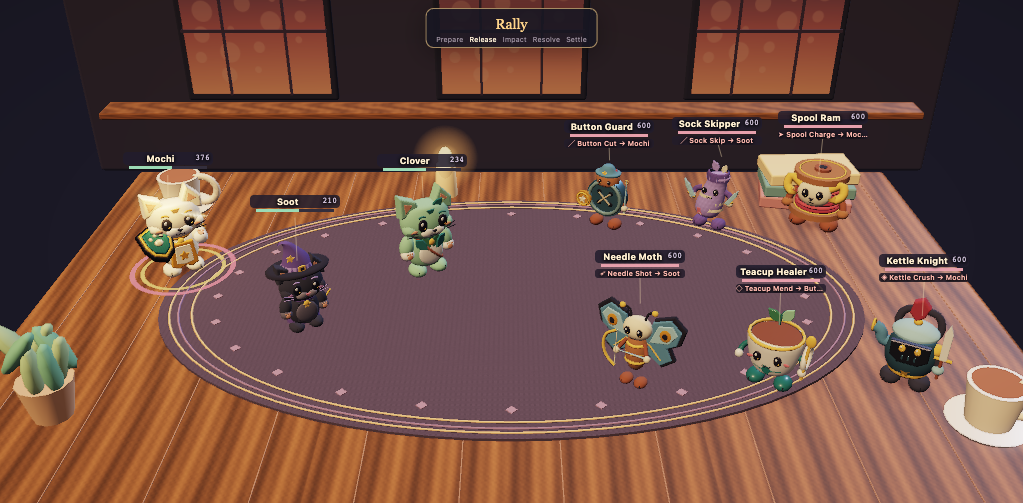 Rally
Prepare Release Impact Resolve Settle
Mochi 376
Soot 210
Clover 234
Button Guard 600
Button Cut → Mochi
Sock Skipper 600
Sock Skip → Soot
Spool Ram 600
Spool Charge → Moc...
Needle Moth 600
Needle Shot → Soot
Teacup Healer 600
Teacup Mend → But...
Kettle Knight 600
Kettle Crush → Mochi